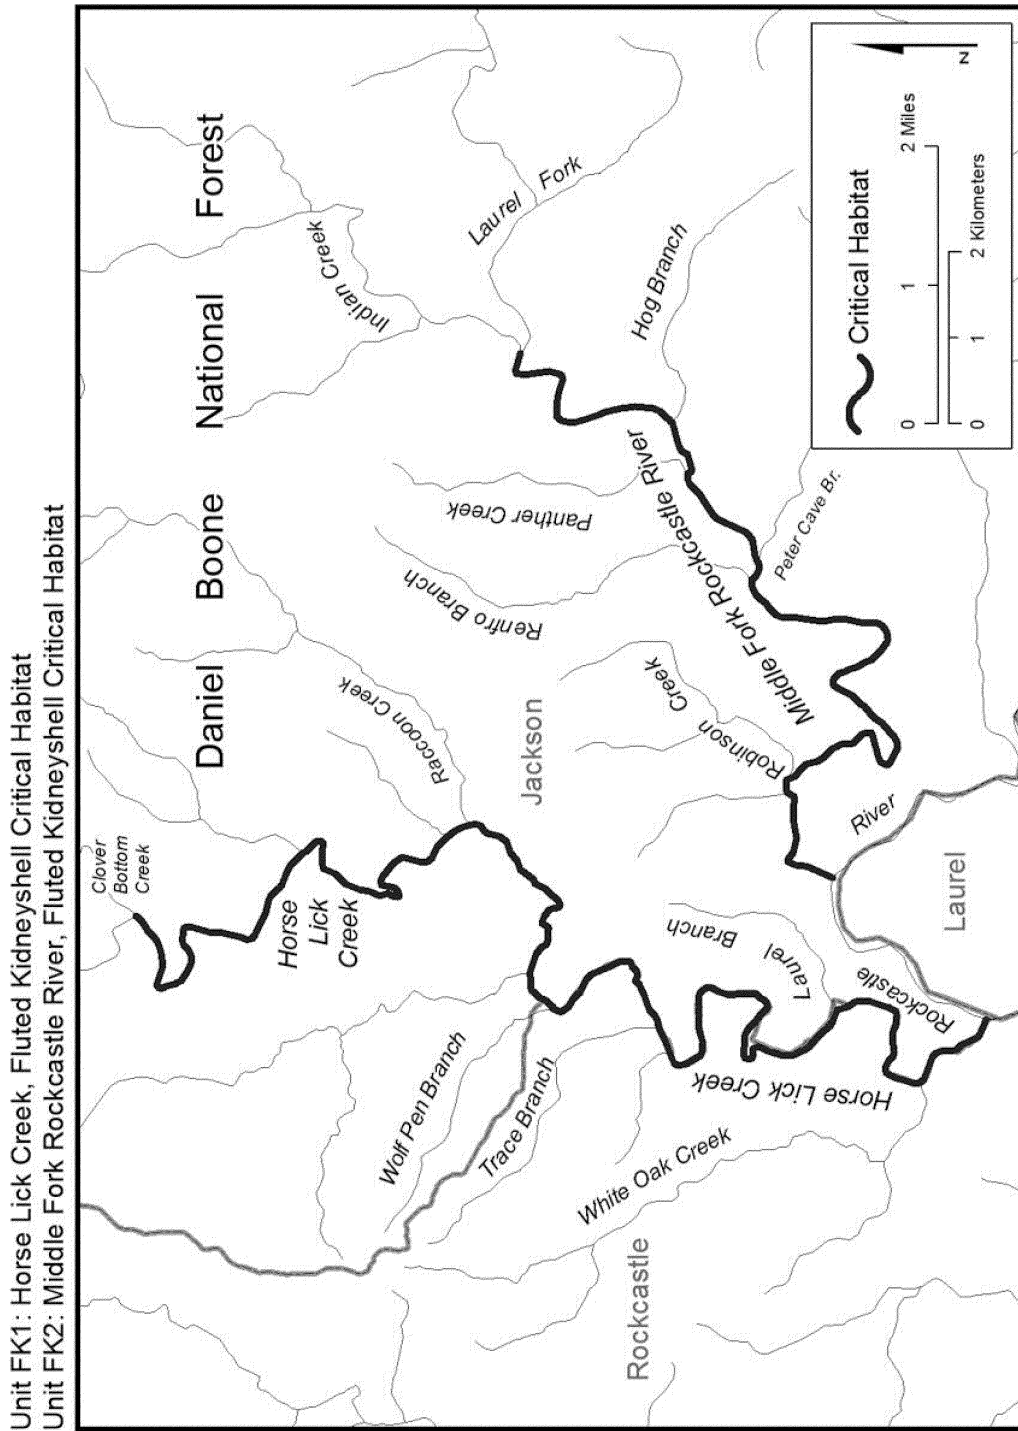 Unit FK1: Horse Lick Creek, Fluted Kidneyshell Critical Habitat
Unit FK2: Middle Fork Rockcastle River, Fluted Kidneyshell Critical Habitat
Daniel Boone National Forest
Clover
Bottom
Creek
Horse
Lick
Creek
Raccoon Creek
Indian Creek
Laurel Fork
Hog Branch
Panther Creek
Renfro Branch
Wolf Pen Branch
Trace Branch
Jackson
Robinson
Creek
Middle Fork Rockcastle River
Peter Cave Br.
White Oak Creek
Horse Lick Creek
Laurel
Branch
Rockcastle
River
Rockcastle
Laurel
Critical Habitat
0 1 2 Miles
0 1 2 Kilometers
N